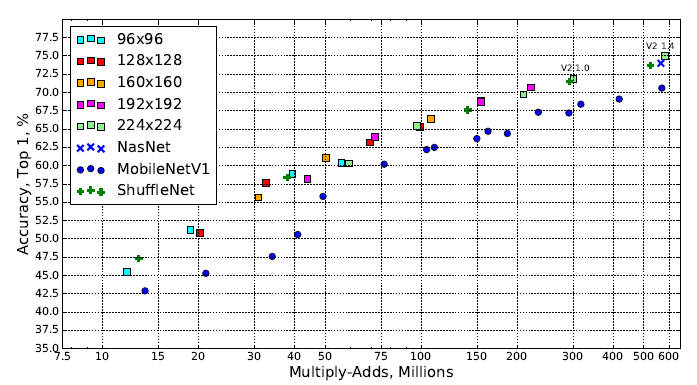 77.5
75.0
72.5
70.0
67.5
65.0
62.5
60.0
57.5
55.0
52.5
50.0
47.5
45.0
42.5
40.0
37.5
35.0
Accuracy, Top 1, %
96x96
128x128
160x160
192x192
224x224
NasNet
MobileNetV1
ShuffleNet
V2 1.0
V2 1.4
7.5 10 15 20 30 40 50 75 100 150 200 300 400 500 600
Multiply-Adds, Millions